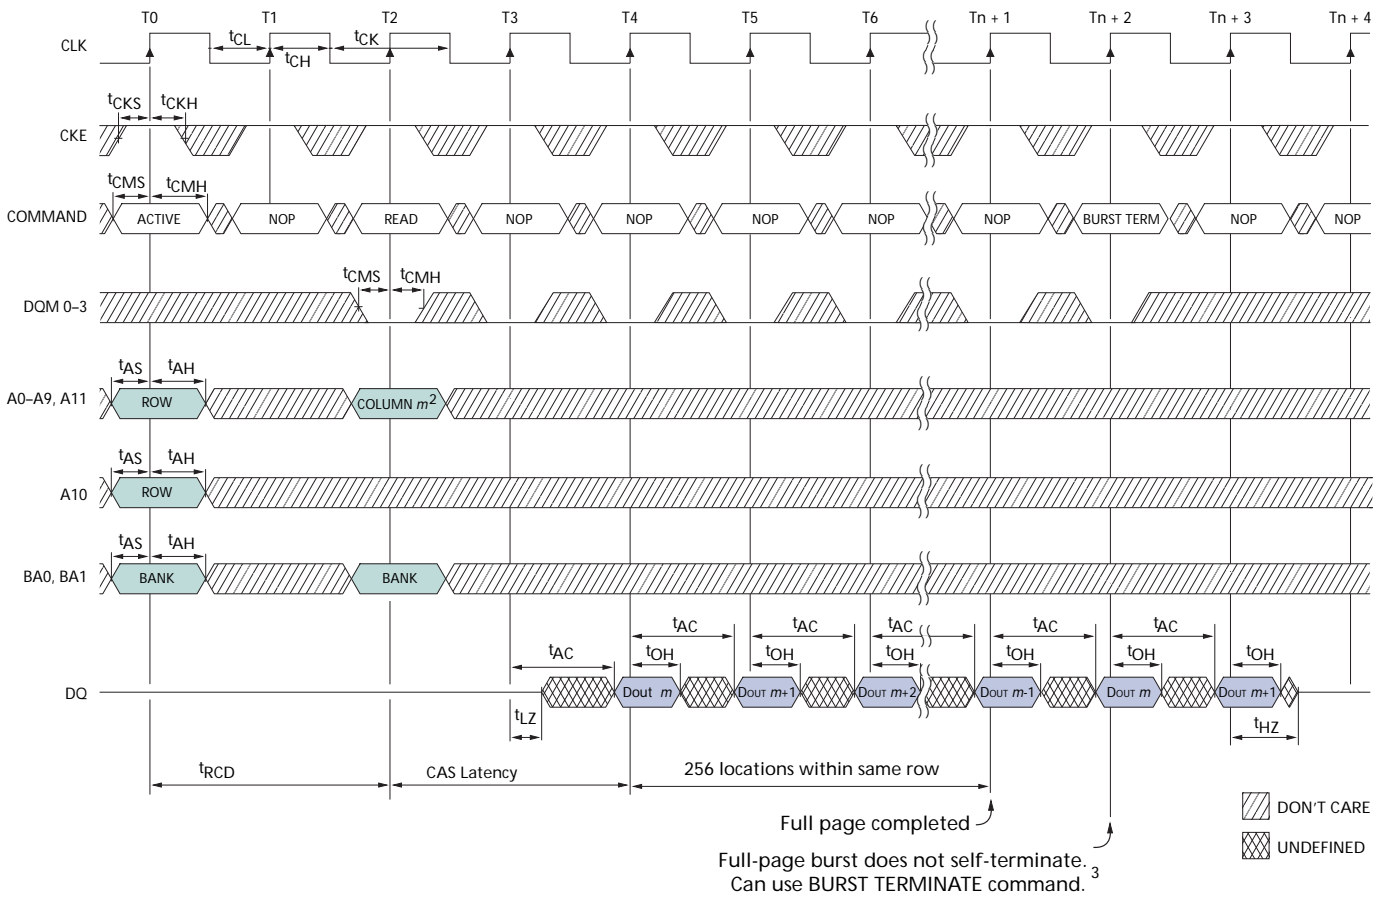 T0 T1 T2 T3 T4 T5 T6 Tn + 1 Tn + 2 Tn + 3 Tn + 4
CLK tCL tCH tCK
tCKS tCKH
CKE
tCMS tCMH
COMMAND ACTIVE NOP READ NOP NOP NOP NOP NOP BURST TERM NOP NOP
tCMS tCMH
DQM 0–3
tAS tAH
A0–A9, A11 ROW COLUMN m2
tAS tAH
A10 ROW
tAS tAH
BA0, BA1 BANK BANK
tAC tAC tAC tAC tAC tAC
tOH tOH tOH tOH tOH tOH
DQ Dout m DOUT m+1 DOUT m+2 DOUT m-1 DOUT m DOUT m+1
tLZ tHZ
tRCD CAS Latency 256 locations within same row
Full page completed
Full-page burst does not self-terminate. 3
Can use BURST TERMINATE command.
DON'T CARE
UNDEFINED